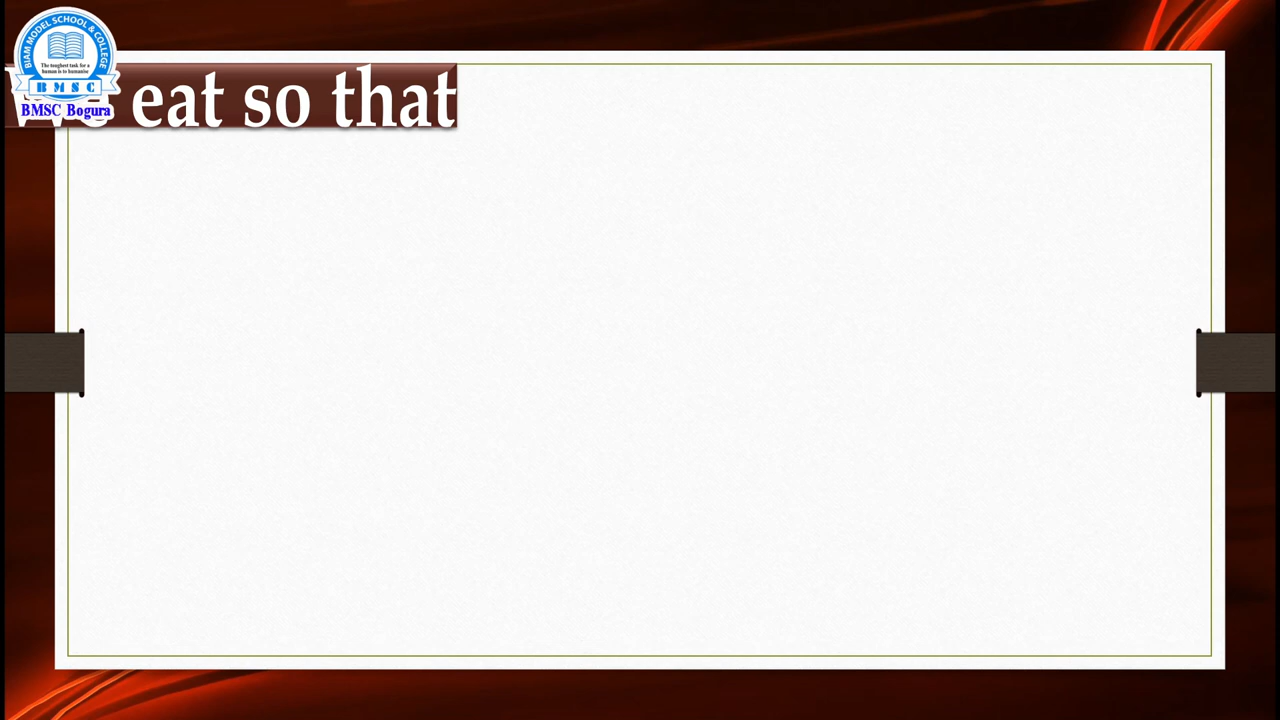 BIAM MODEL SCHOOL & COLLEGE
The toughest task for a
human is to humanise
B M S C
BMSC Bogura
eat so that